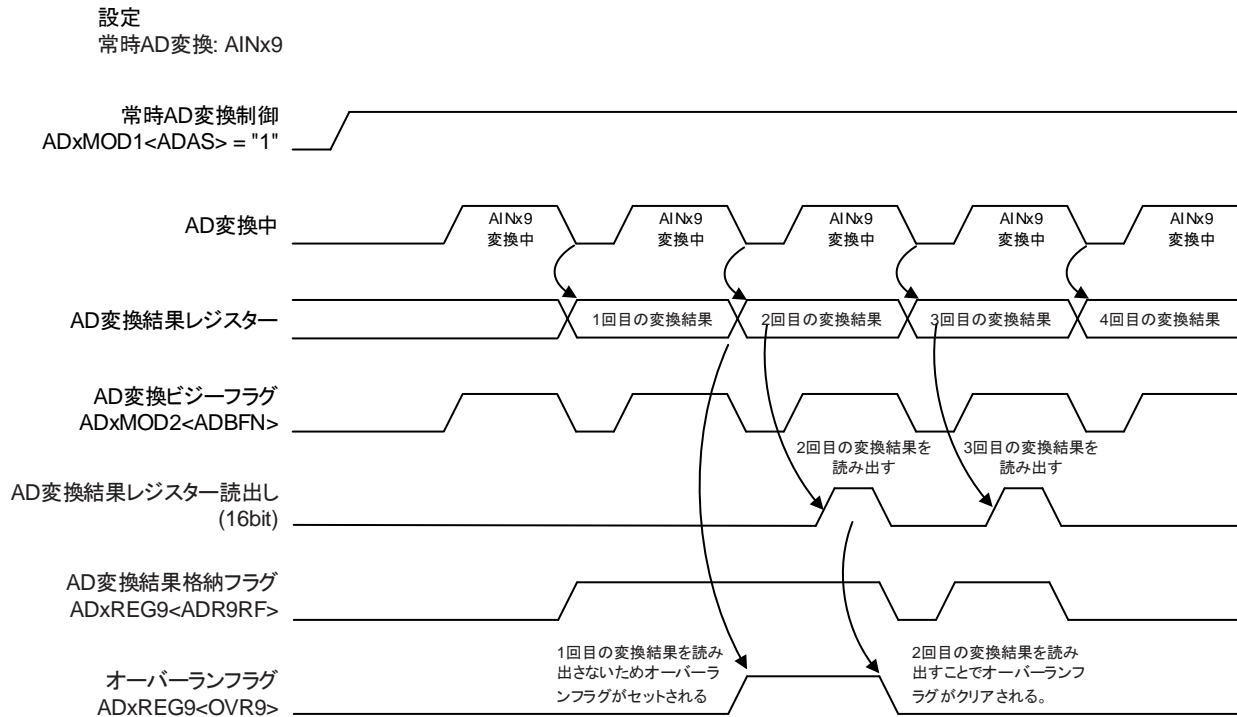 設定
常時AD変換: AINx9
常時AD変換制御
ADxMOD1<ADAS> = "1"
AD変換中
AINx9
変換中
AINx9
変換中
AINx9
変換中
AINx9
変換中
AINx9
変換中
AD変換結果レジスター
1回目の変換結果
2回目の変換結果
3回目の変換結果
4回目の変換結果
AD変換ビジーフラグ
ADxMOD2<ADBFN>
2回目の変換結果を
読み出す
3回目の変換結果を
読み出す
AD変換結果レジスター読出し
(16bit)
AD変換結果格納フラグ
ADxREG9<ADR9RF>
1回目の変換結果を読み
出さないためオーバーラ
ンフラグがセットされる
2回目の変換結果を読み
出すことでオーバーランフ
ラグがクリアされる。
オーバーランフラグ
ADxREG9<OVR9>